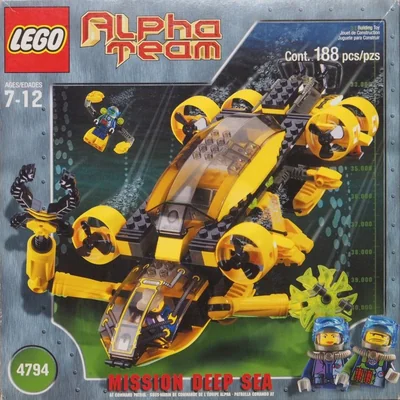 LEGO
Alpha
Team
AGES/EDADES
7-12
Building Toy
Jouet de Construction
Juguete para Construir
Cont. 188 pcs/pzs
4794
MISSION DEEP SEA